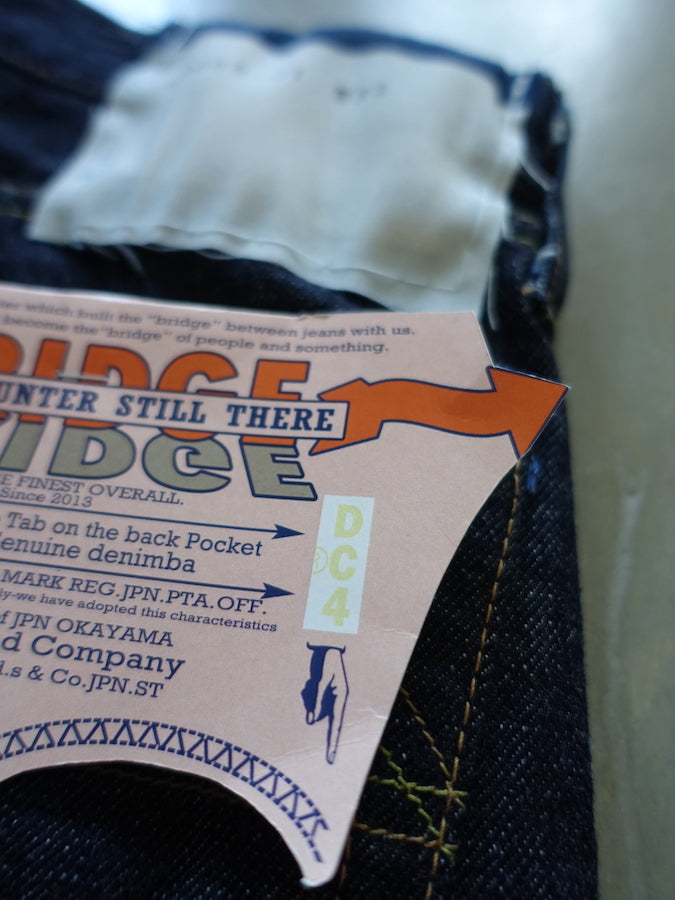 which built the "bridge" between jeans with us.
become the"bridge" of people and something.
RIDGE
UNTER STILL THERE
IDGE
E FINEST OVERALL.
Since 2013
Tab on the back Pocket
enuine denimba
MARK REG.JPN.PTA.OFF.
y-we have adopted this characteristics
f JPN OKAYAMA
d Company
d.s & Co.JPN.ST
DC4
®